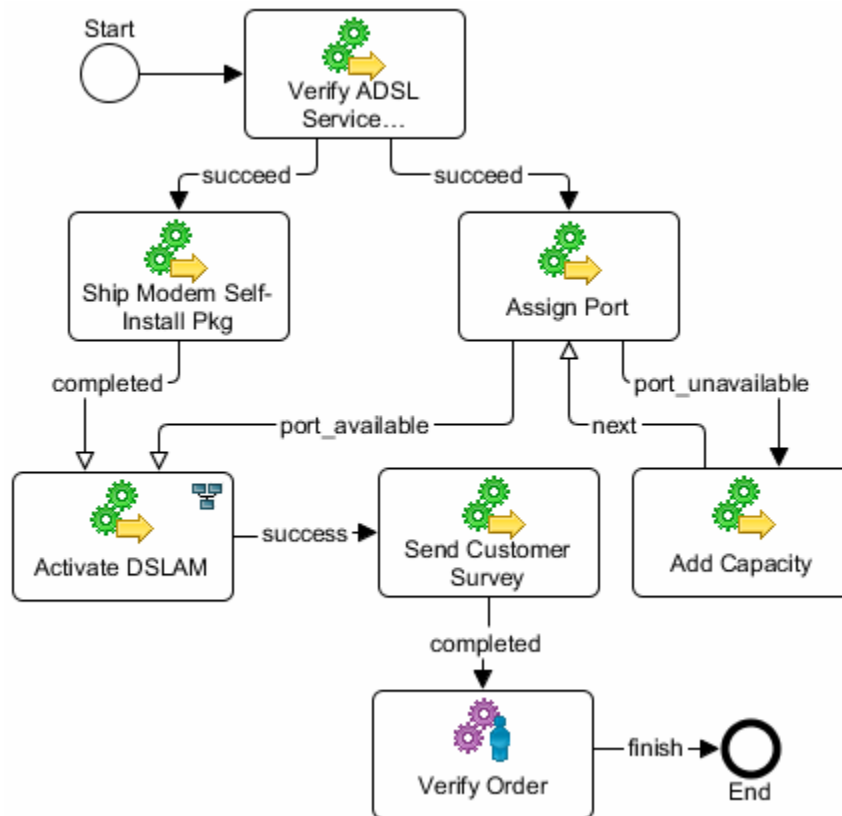 Start
Verify ADSL
Service...
succeed
succeed
Ship Modem Self-
Install Pkg
Assign Port
completed
port_unavailable
port_available
next
Activate DSLAM
success
Send Customer
Survey
Add Capacity
completed
Verify Order
finish
End